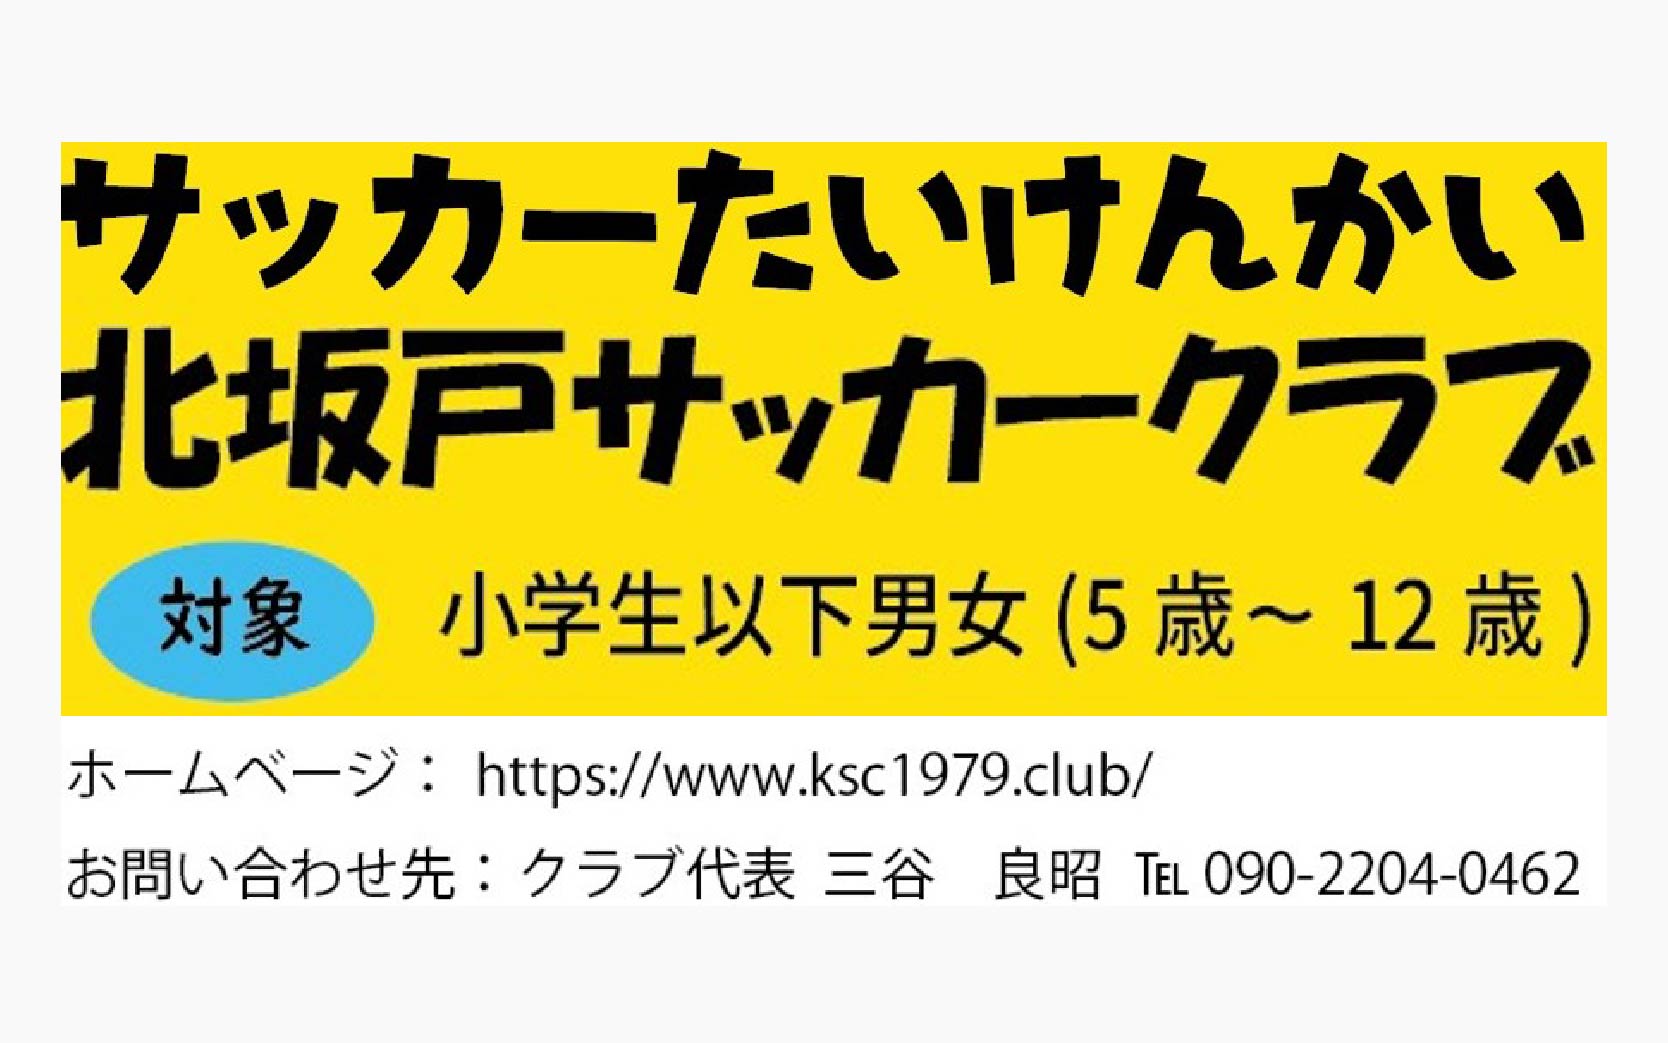 サッカーたいけんかい
北坂戸サッカークラブ
対象 小学生以下男女(5歳～12歳)
ホームベージ： https://www.ksc1979.club/
お問い合わせ先：クラブ代表 三谷　良昭 ℡ 090-2204-0462